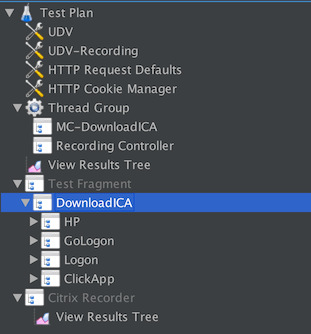 Test Plan
UDV
UDV-Recording
HTTP Request Defaults
HTTP Cookie Manager
Thread Group
MC-DownloadICA
Recording Controller
View Results Tree
Test Fragment
DownloadICA
HP
GoLogon
Logon
ClickApp
Citrix Recorder
View Results Tree